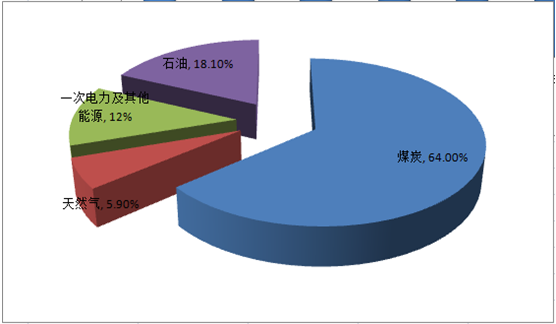 石油, 18.10%
一次电力及其他
能源, 12%
煤炭, 64.00%
天然气, 5.90%